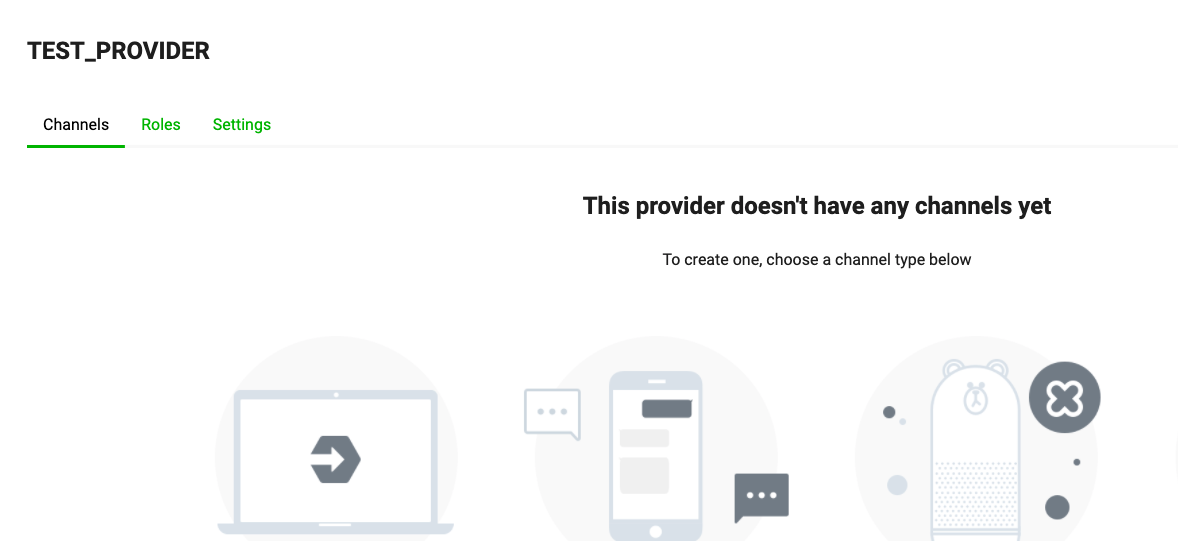 TEST_PROVIDER
Channels Roles Settings
This provider doesn't have any channels yet
To create one, choose a channel type below